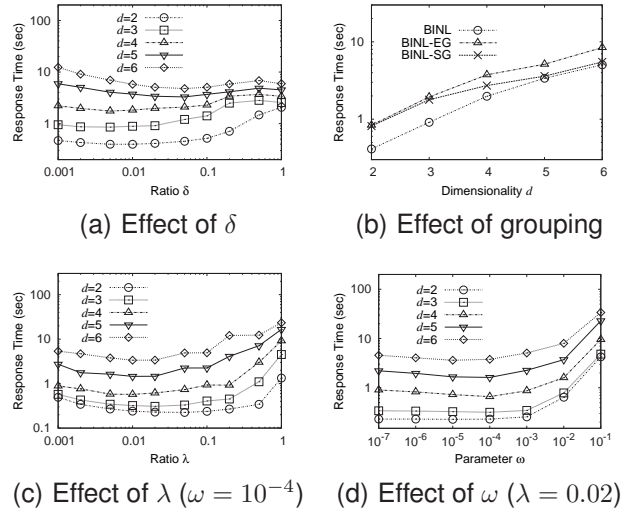 Response Time (sec)
100
10
1
d=2
d=3
d=4
d=5
d=6
0.001
0.01
0.1
1
Ratio δ
(a) Effect of δ
Response Time (sec)
10
1
BINL
BINL-EG
BINL-SG
2
3
4
5
6
Dimensionality d
(b) Effect of grouping
Response Time (sec)
100
10
1
0.1
d=2
d=3
d=4
d=5
d=6
0.001
0.01
0.1
1
Ratio λ
(c) Effect of λ (ω = 10⁻⁴)
Response Time (sec)
100
10
1
d=2
d=3
d=4
d=5
d=6
10⁻⁷
10⁻⁶
10⁻⁵
10⁻⁴
10⁻³
10⁻²
10⁻¹
Parameter ω
(d) Effect of ω (λ = 0.02)